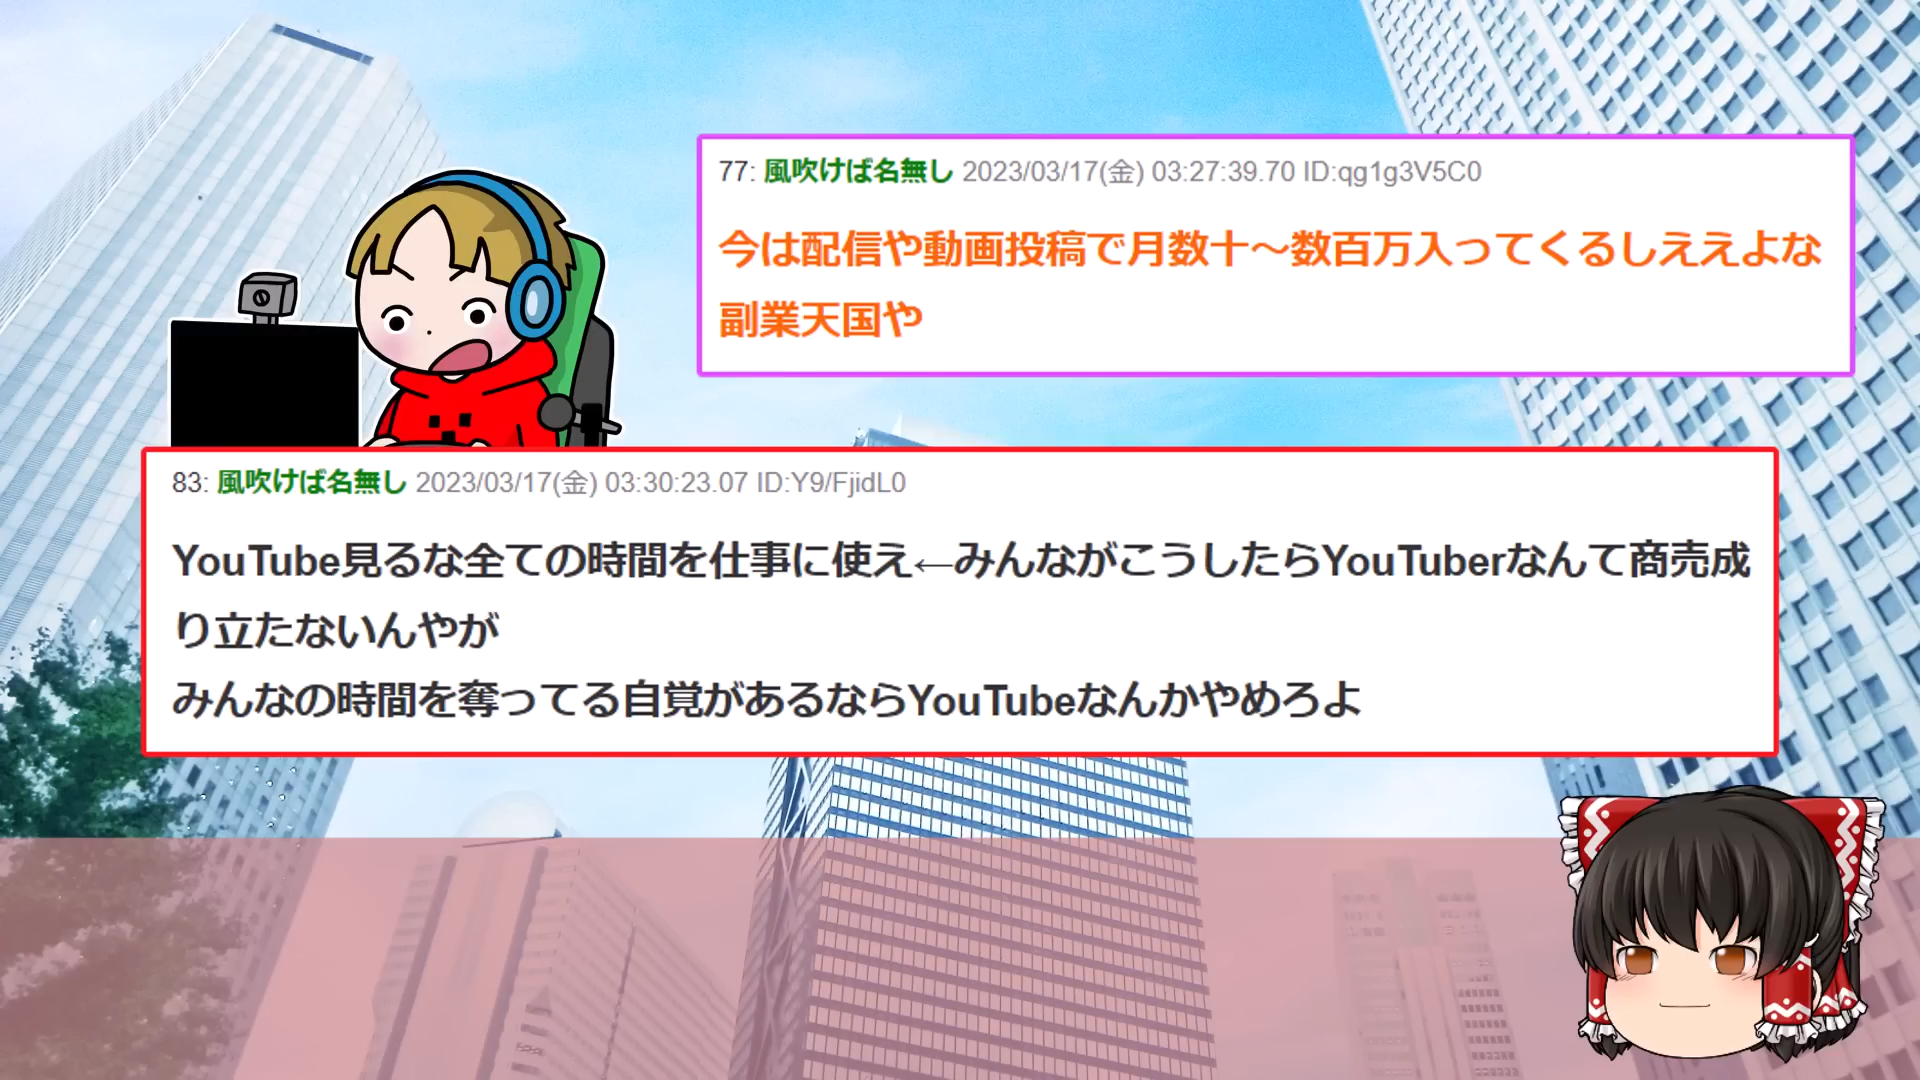 77: 風吹けば名無し 2023/03/17(金) 03:27:39.70 ID:qg1g3V5C0
今は配信や動画投稿で月数十～数百万入ってくるしええよな
副業天国や
83: 風吹けば名無し 2023/03/17(金) 03:30:23.07 ID:Y9/FjidL0
YouTube見るな全ての時間を仕事に使え←みんながこうしたらYouTuberなんて商売成
り立たないんやが
みんなの時間を奪ってる自覚があるならYouTubeなんかやめろよ